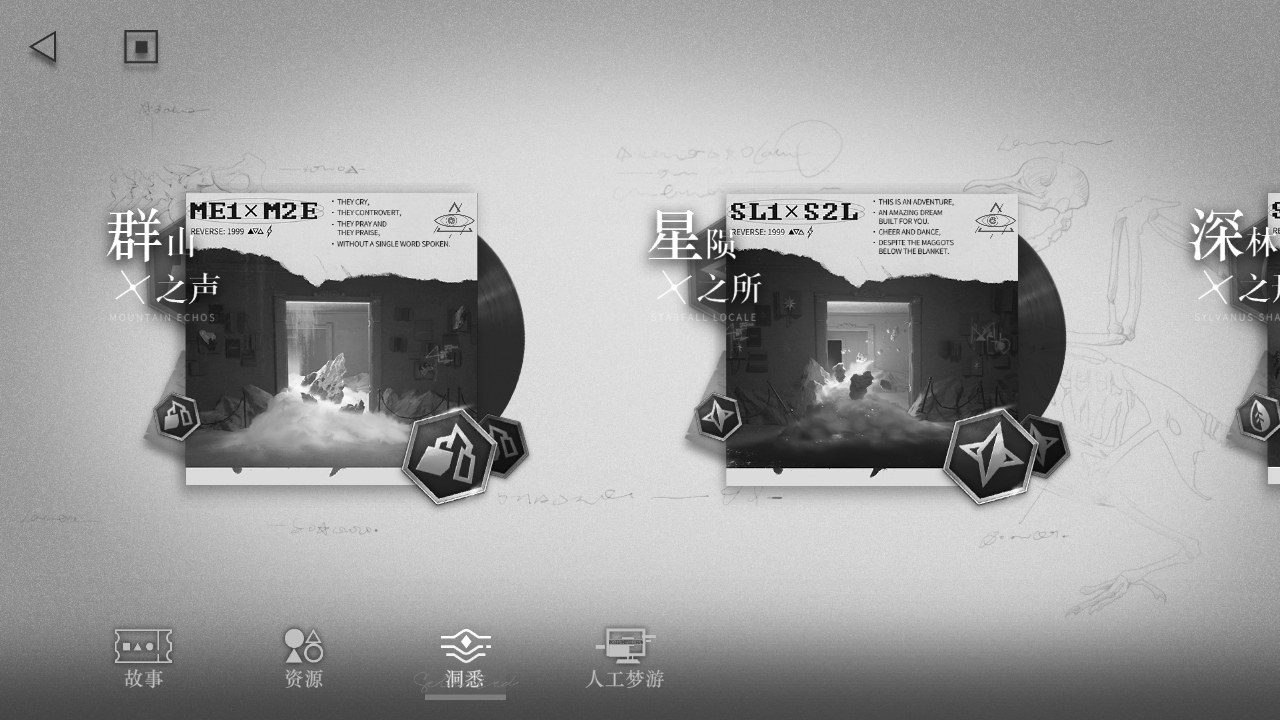 群山
之声
MOUNTAIN ECHOS
ME1×M2E
REVERSE: 1999
· THEY CRY,
· THEY CONTROVERT,
· THEY PRAY AND
THEY PRAISE,
· WITHOUT A SINGLE WORD SPOKEN.
星陨
之所
STARFALL LOCALE
SL1×S2L
REVERSE: 1999
· THIS IS AN ADVENTURE,
· AN AMAZING DREAM
BUILT FOR YOU.
· CHEER AND DANCE,
· DESPITE THE MAGGOTS
BELOW THE BLANKET.
深林
之
SYLVANUS SHA
故事
资源
洞悉
人工梦游